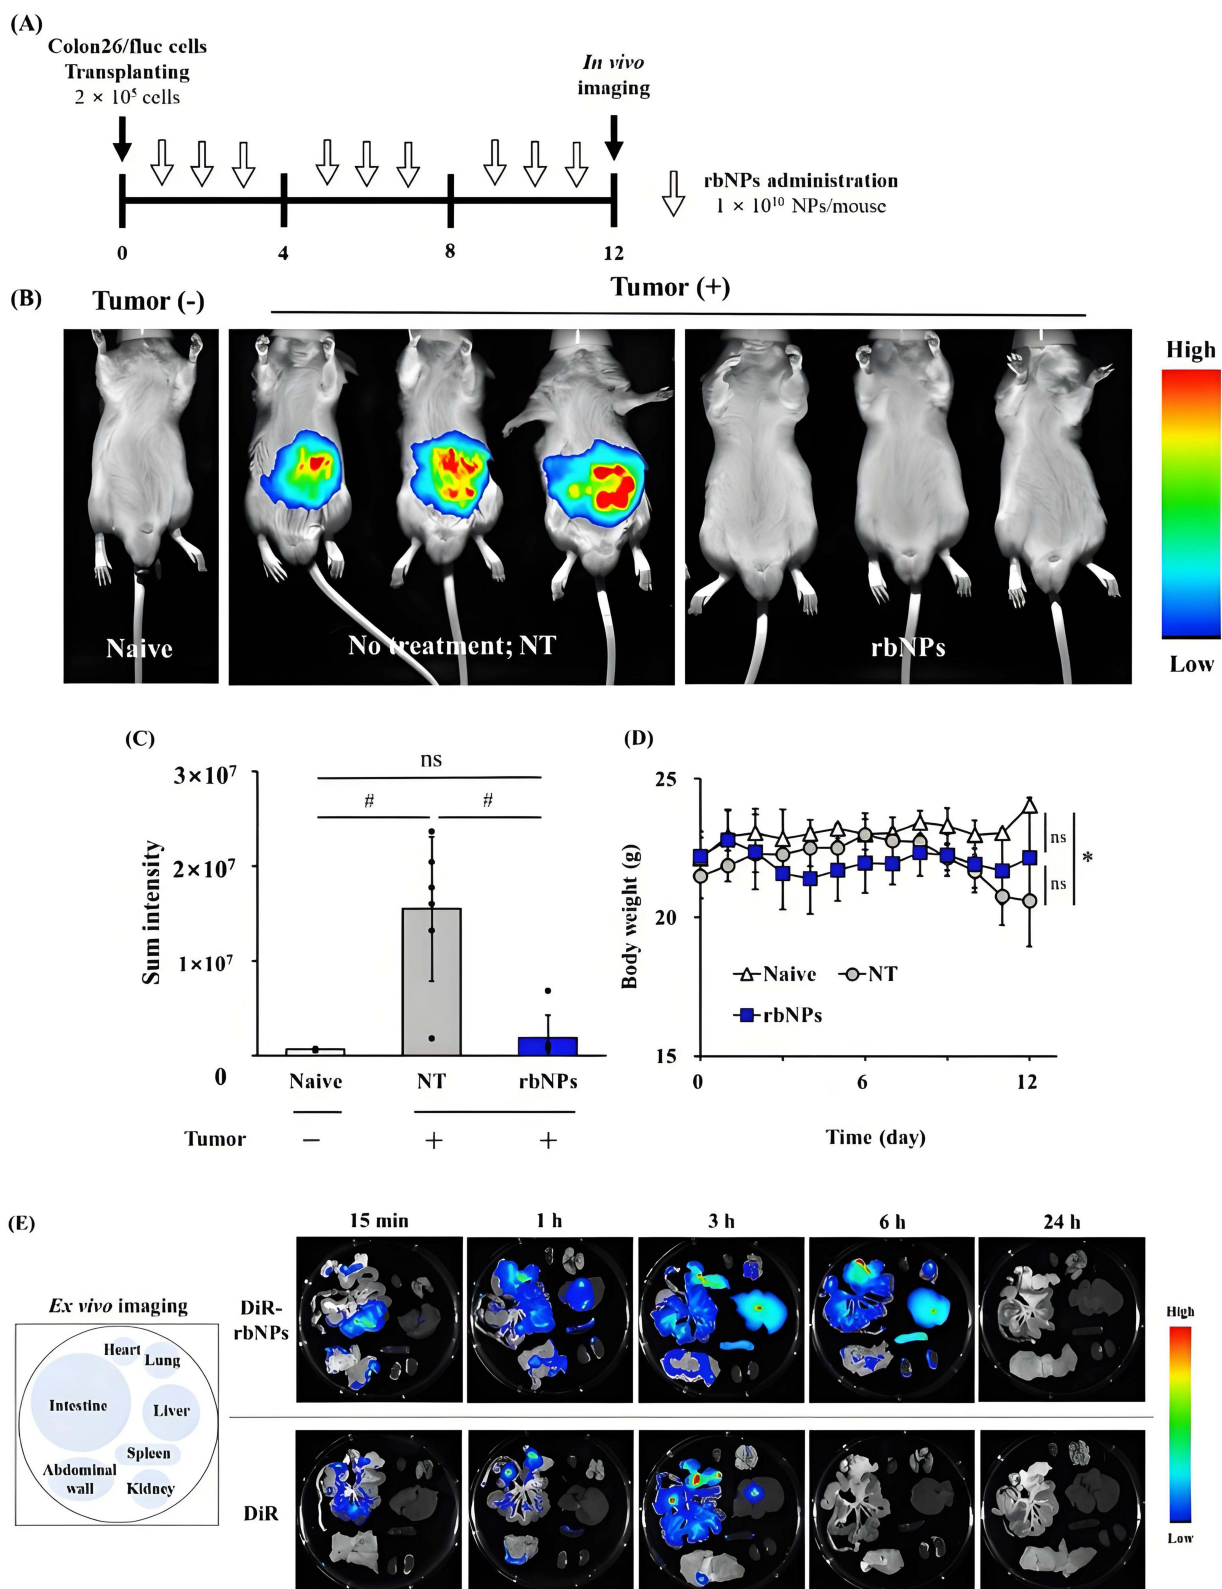 (A)
Colon26/fluc cells
Transplanting
2 × 10⁵ cells
In vivo
imaging
rbNPs administration
1 × 10¹⁰ NPs/mouse
0
4
8
12
(B)
Tumor (-)
Tumor (+)
High
Low
Naive
No treatment; NT
rbNPs
(C)
ns
#
#
Sum intensity
3×10⁷
2×10⁷
1×10⁷
0
Naive
NT
rbNPs
Tumor
−
+
+
(D)
Body weight (g)
25
20
15
ns
ns
*
Naive
NT
rbNPs
0
6
12
Time (day)
(E)
15 min
1 h
3 h
6 h
24 h
Ex vivo imaging
Heart
Lung
Intestine
Liver
Spleen
Abdominal
wall
Kidney
DiR-
rbNPs
DiR
High
Low